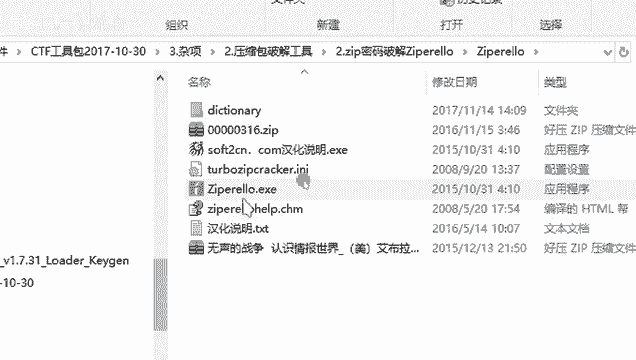 组织 新建 打开 选择
件 > CTF工具包2017-10-30 > 3.杂项 > 2.压缩包破解工具 > 2.zip密码破解Ziperello > Ziperello >
名称 修改日期 类型
dictionary 2017/11/14 14:09 文件夹
00000316.zip 2016/11/15 3:46 好压 ZIP 压缩文件
soft2cn．com汉化说明.exe 2015/10/31 4:10 应用程序
turbozipcracker.ini 2008/9/20 13:37 配置设置
Ziperello.exe 2015/10/31 4:10 应用程序
help.chm 2008/5/20 17:54 编译的 HTML 帮
汉化说明.txt 2016/5/14 10:07 文本文档
无声的战争 认识情报世界_（美）艾布拉... 2015/12/13 21:50 好压 ZIP 压缩文件
_v1.7.31_Loader_Keygen
-10-30